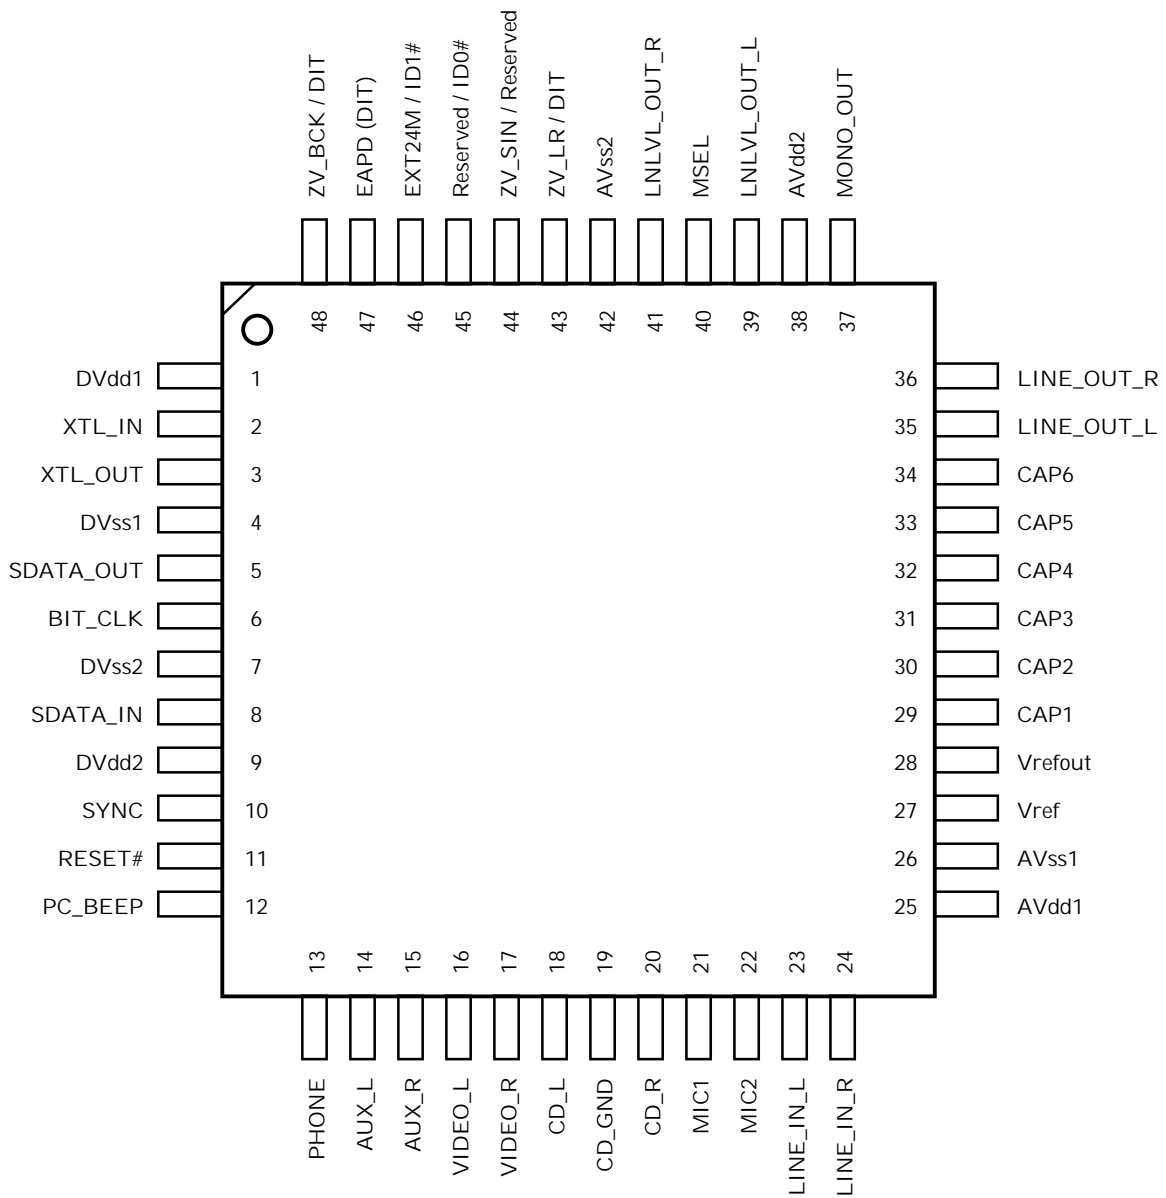 ZV_BCK / DIT
EAPD (DIT)
EXT24M / ID1#
Reserved / ID0#
ZV_SIN / Reserved
ZV_LR / DIT
AVss2
LNLVL_OUT_R
MSEL
LNLVL_OUT_L
AVdd2
MONO_OUT
48
47
46
45
44
43
42
41
40
39
38
37
DVdd1 1
XTL_IN 2
XTL_OUT 3
DVss1 4
SDATA_OUT 5
BIT_CLK 6
DVss2 7
SDATA_IN 8
DVdd2 9
SYNC 10
RESET# 11
PC_BEEP 12
36 LINE_OUT_R
35 LINE_OUT_L
34 CAP6
33 CAP5
32 CAP4
31 CAP3
30 CAP2
29 CAP1
28 Vrefout
27 Vref
26 AVss1
25 AVdd1
13
14
15
16
17
18
19
20
21
22
23
24
PHONE
AUX_L
AUX_R
VIDEO_L
VIDEO_R
CD_L
CD_GND
CD_R
MIC1
MIC2
LINE_IN_L
LINE_IN_R